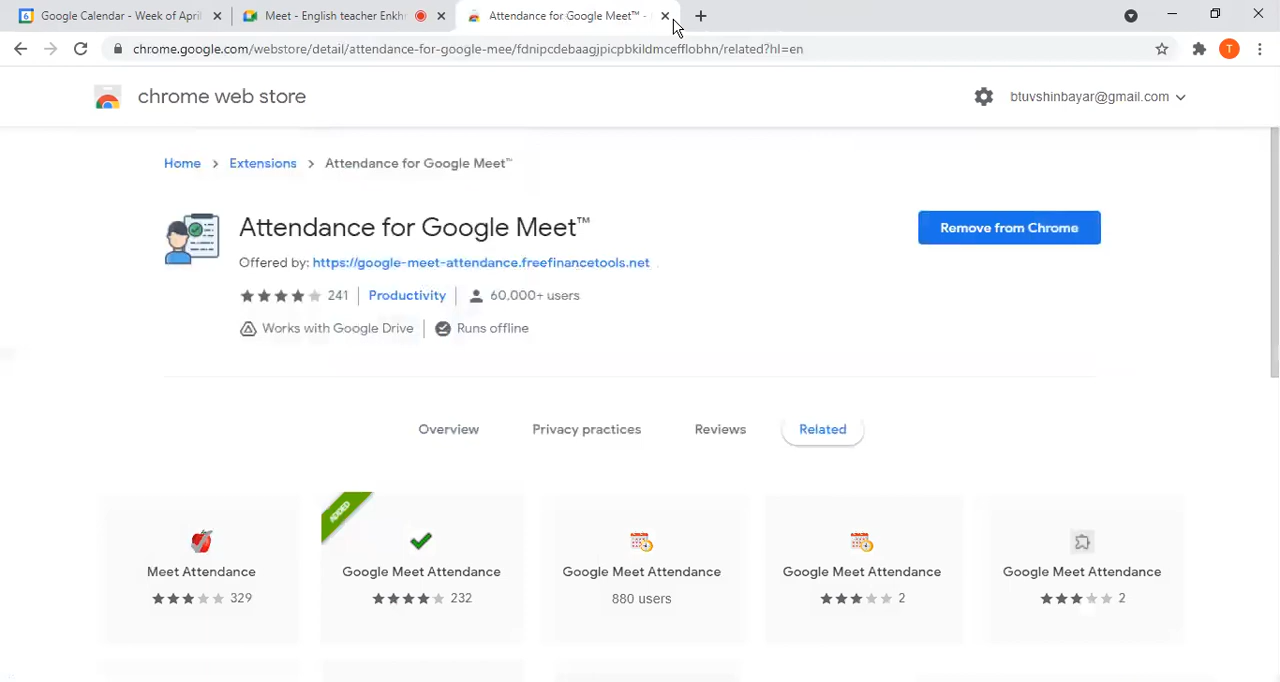 Google Calendar - Week of April
Meet - English teacher Enkh
Attendance for Google Meet™ -
chrome.google.com/webstore/detail/attendance-for-google-mee/fdnipcdebaagjpicpbkildmcefflobhn/related?hl=en
T
chrome web store
btuvshinbayar@gmail.com
Home > Extensions > Attendance for Google Meet™
Attendance for Google Meet™
Remove from Chrome
Offered by: https://google-meet-attendance.freefinancetools.net
241 Productivity 60,000+ users
Works with Google Drive Runs offline
Overview Privacy practices Reviews Related
ADDED
Meet Attendance Google Meet Attendance Google Meet Attendance Google Meet Attendance Google Meet Attendance
329 232 880 users 2 2